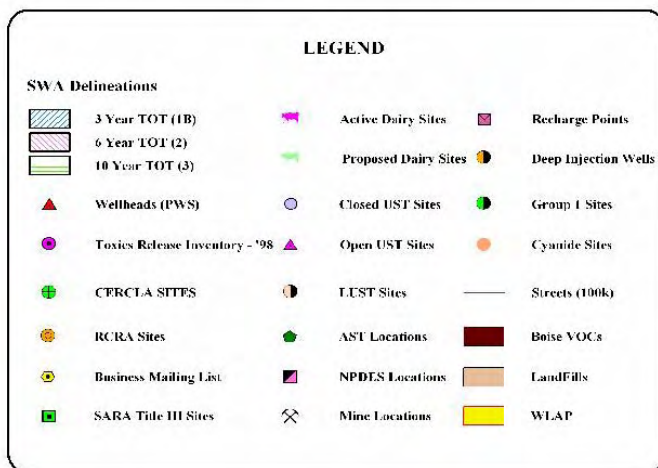 LEGEND
SWA Delineations
3 Year TOT (1B) Active Dairy Sites Recharge Points
6 Year TOT (2) Proposed Dairy Sites Deep Injection Wells
10 Year TOT (3)
Wellheads (PWS) Closed UST Sites Group 1 Sites
Toxics Release Inventory - '98 Open UST Sites Cyanide Sites
CERCLA SITES LUST Sites Streets (100k)
RCRA Sites AST Locations Boise VOCs
Business Mailing List NPDES Locations LandFills
SARA Title III Sites Mine Locations WLAP